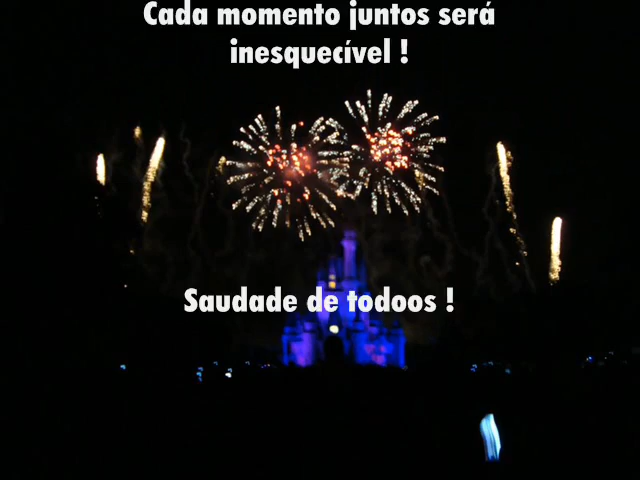 Cada momento juntos será
inesquecível !
Saudade de todoos !